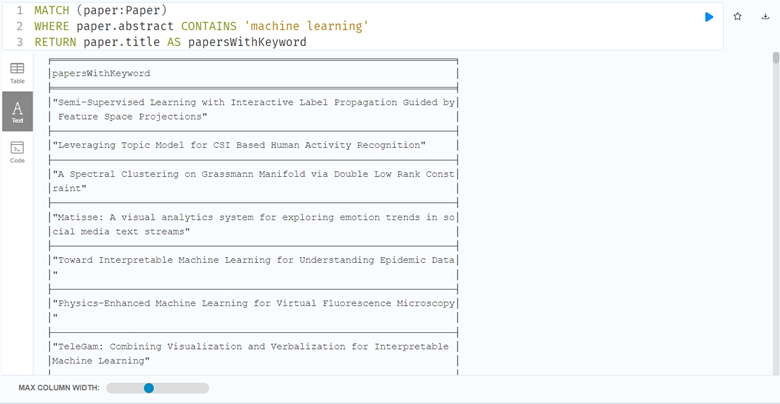 1 MATCH (paper:Paper)
2 WHERE paper.abstract CONTAINS 'machine learning'
3 RETURN paper.title AS papersWithKeyword
Table
A
Text
Code
papersWithKeyword
"Semi-Supervised Learning with Interactive Label Propagation Guided by
Feature Space Projections"
"Leveraging Topic Model for CSI Based Human Activity Recognition"
"A Spectral Clustering on Grassmann Manifold via Double Low Rank Const
raint"
"Matisse: A visual analytics system for exploring emotion trends in so
cial media text streams"
"Toward Interpretable Machine Learning for Understanding Epidemic Data
"
"Physics-Enhanced Machine Learning for Virtual Fluorescence Microscopy
"
"TeleGam: Combining Visualization and Verbalization for Interpretable
Machine Learning"
MAX COLUMN WIDTH: